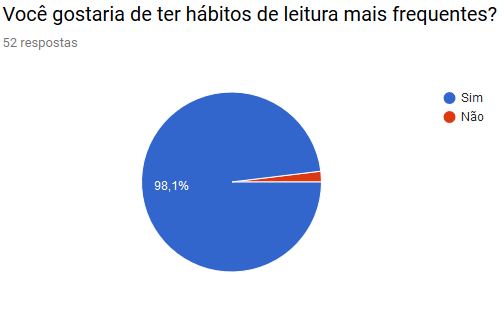 Você gostaria de ter hábitos de leitura mais frequentes?
52 respostas
Sim
Não
98,1%